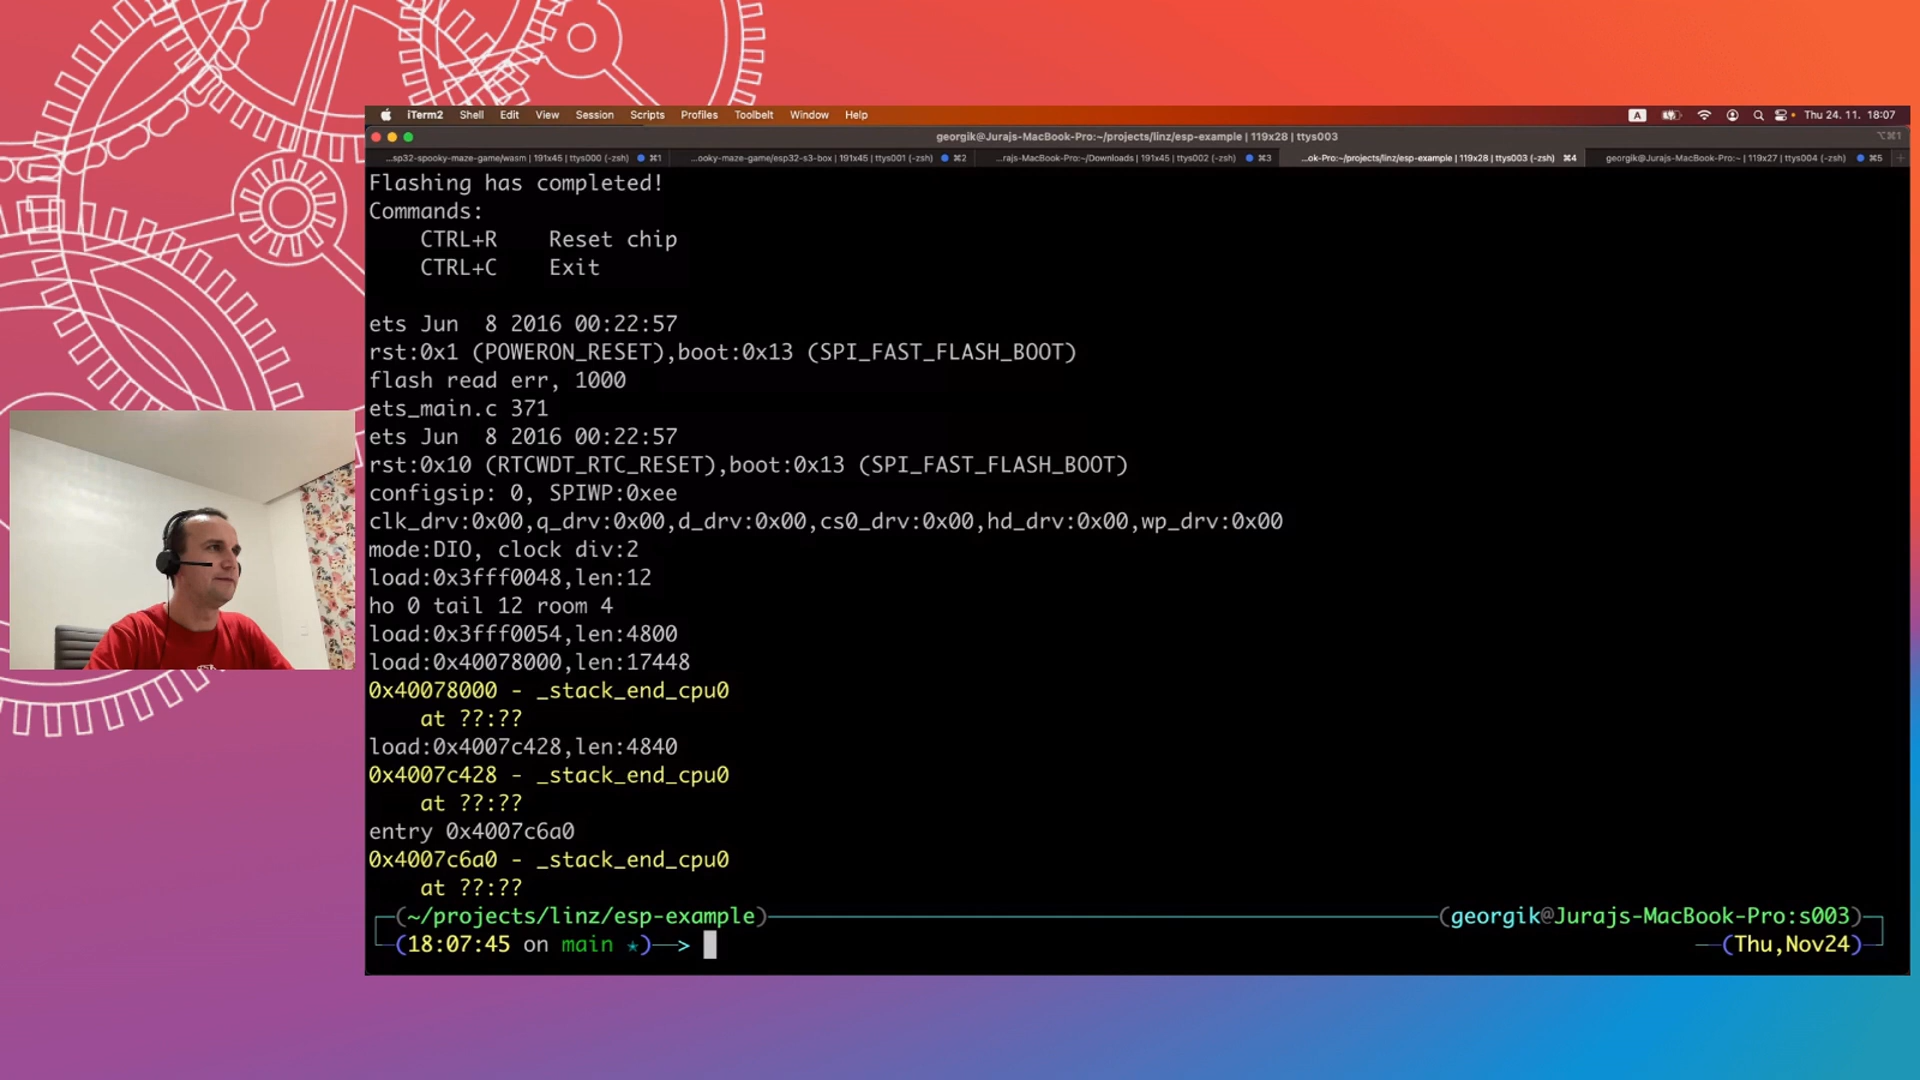 iTerm2 Shell Edit View Session Scripts Profiles Toolbelt Window Help A Thu 24. 11. 18:07
georgik@Jurajs-MacBook-Pro:~/projects/linz/esp-example | 119x28 | ttys003 ⌥⌘1
...sp32-spooky-maze-game/wasm | 191x45 | ttys000 (-zsh) ⌘1 ...ooky-maze-game/esp32-s3-box | 191x45 | ttys001 (-zsh) ⌘2 ...rajs-MacBook-Pro:~/Downloads | 191x45 | ttys002 (-zsh) ⌘3 ...ok-Pro:~/projects/linz/esp-example | 119x28 | ttys003 (-zsh) ⌘4 georgik@Jurajs-MacBook-Pro:~ | 119x27 | ttys004 (-zsh) ⌘5
Flashing has completed!
Commands:
    CTRL+R    Reset chip
    CTRL+C    Exit
ets Jun  8 2016 00:22:57
rst:0x1 (POWERON_RESET),boot:0x13 (SPI_FAST_FLASH_BOOT)
flash read err, 1000
ets_main.c 371
ets Jun  8 2016 00:22:57
rst:0x10 (RTCWDT_RTC_RESET),boot:0x13 (SPI_FAST_FLASH_BOOT)
configsip: 0, SPIWP:0xee
clk_drv:0x00,q_drv:0x00,d_drv:0x00,cs0_drv:0x00,hd_drv:0x00,wp_drv:0x00
mode:DIO, clock div:2
load:0x3fff0048,len:12
ho 0 tail 12 room 4
load:0x3fff0054,len:4800
load:0x40078000,len:17448
0x40078000 - _stack_end_cpu0
    at ??:??
load:0x4007c428,len:4840
0x4007c428 - _stack_end_cpu0
    at ??:??
entry 0x4007c6a0
0x4007c6a0 - _stack_end_cpu0
    at ??:??
(~/projects/linz/esp-example) (georgik@Jurajs-MacBook-Pro:s003)
(18:07:45 on main *)—> (Thu,Nov24)